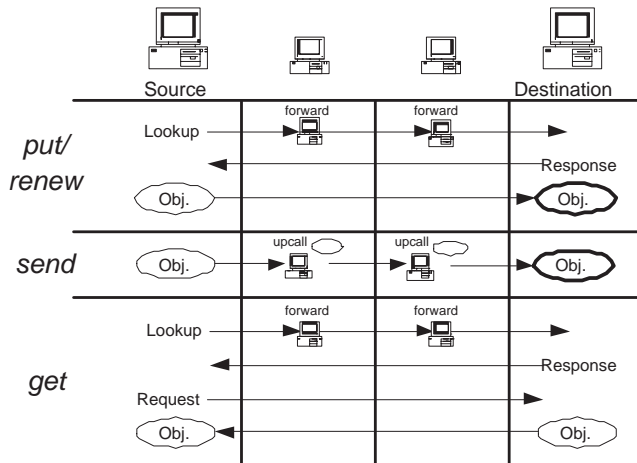 Source Destination
forward forward
Lookup
put/
renew
Response
Obj. Obj.
upcall upcall
send Obj. Obj.
forward forward
Lookup
Response
get
Request
Obj. Obj.